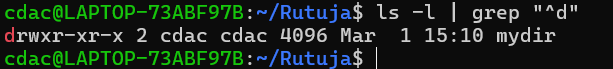 cdac@LAPTOP-73ABF97B:~/Rutuja$ ls -l | grep "^d"
drwxr-xr-x 2 cdac cdac 4096 Mar  1 15:10 mydir
cdac@LAPTOP-73ABF97B:~/Rutuja$